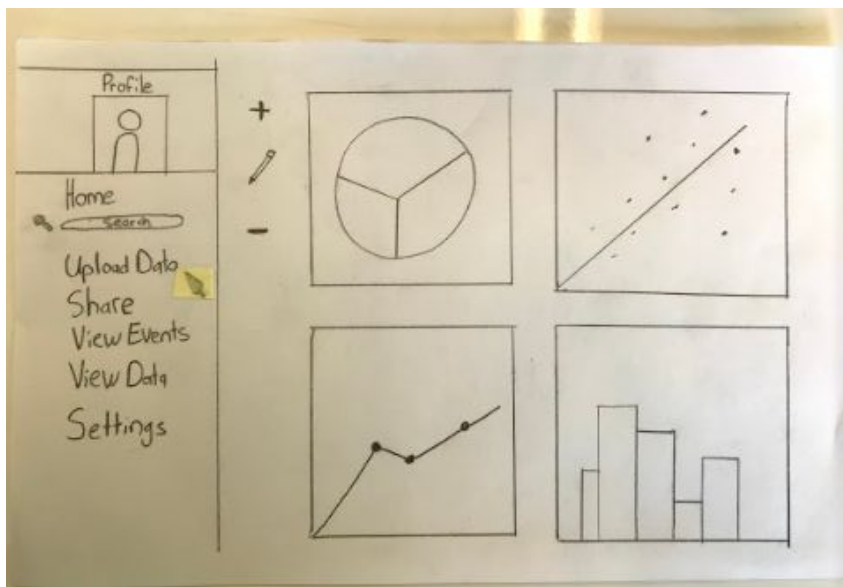 Profile
Home
Search
Upload Data
Share
View Events
View Data
Settings